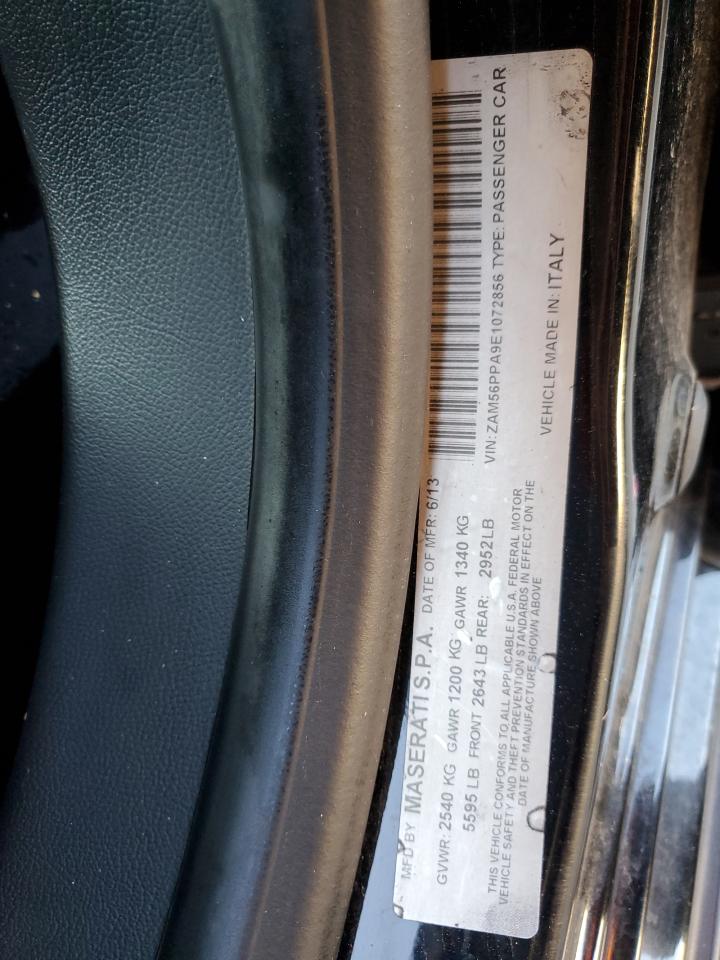 MFD BY MASERATI S.P.A. DATE OF MFR: 6/13
GVWR: 2540 KG GAWR 1200 KG GAWR 1340 KG
5595 LB FRONT 2643 LB REAR: 2952LB
THIS VEHICLE CONFORMS TO ALL APPLICABLE U.S.A. FEDERAL MOTOR
VEHICLE SAFETY AND THEFT PREVENTION STANDARDS IN EFFECT ON THE
DATE OF MANUFACTURE SHOWN ABOVE
VIN: ZAM56PPA9E1072856 TYPE: PASSENGER CAR
VEHICLE MADE IN: ITALY